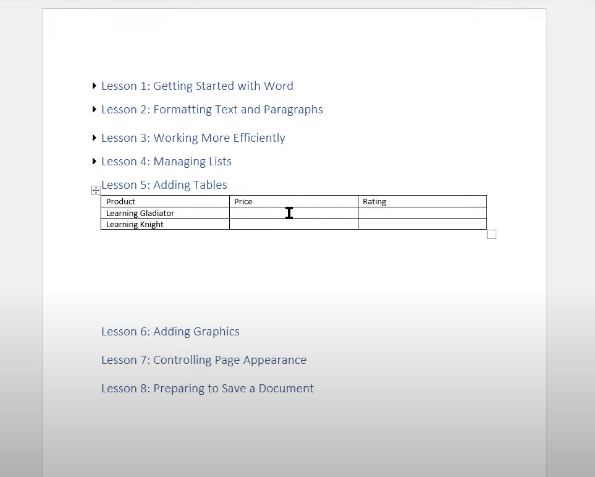 Lesson 1: Getting Started with Word
Lesson 2: Formatting Text and Paragraphs
Lesson 3: Working More Efficiently
Lesson 4: Managing Lists
Lesson 5: Adding Tables
Product Price Rating
Learning Gladiator
Learning Knight
Lesson 6: Adding Graphics
Lesson 7: Controlling Page Appearance
Lesson 8: Preparing to Save a Document